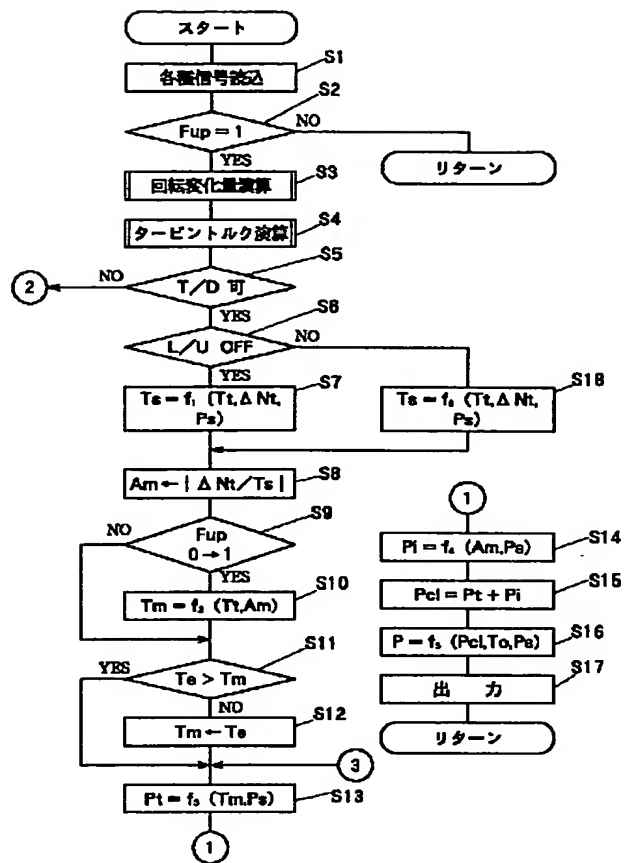 スタート
S1
各種信号読込
S2
Fup = 1
NO
YES
リターン
S3
回転変化量演算
S4
タービントルク演算
S5
NO
T/D 可
2
YES
S6
L/U OFF
NO
YES
S7
Ts = f₁ (Tt, Δ Nt,
Ps)
S18
Ts = f₆ (Tt, Δ Nt,
Ps)
S8
Am ← | Δ Nt/Ts |
S9
NO
Fup
0 → 1
YES
S10
Tm = f₂ (Tt,Am)
S11
YES
Te > Tm
NO
S12
Tm ← Te
3
S13
Pt = f₃ (Tm,Ps)
1
1
S14
Pi = f₄ (Am,Ps)
S15
Pcl = Pt + Pi
S16
P = f₅ (Pcl,To,Ps)
S17
出 力
リターン